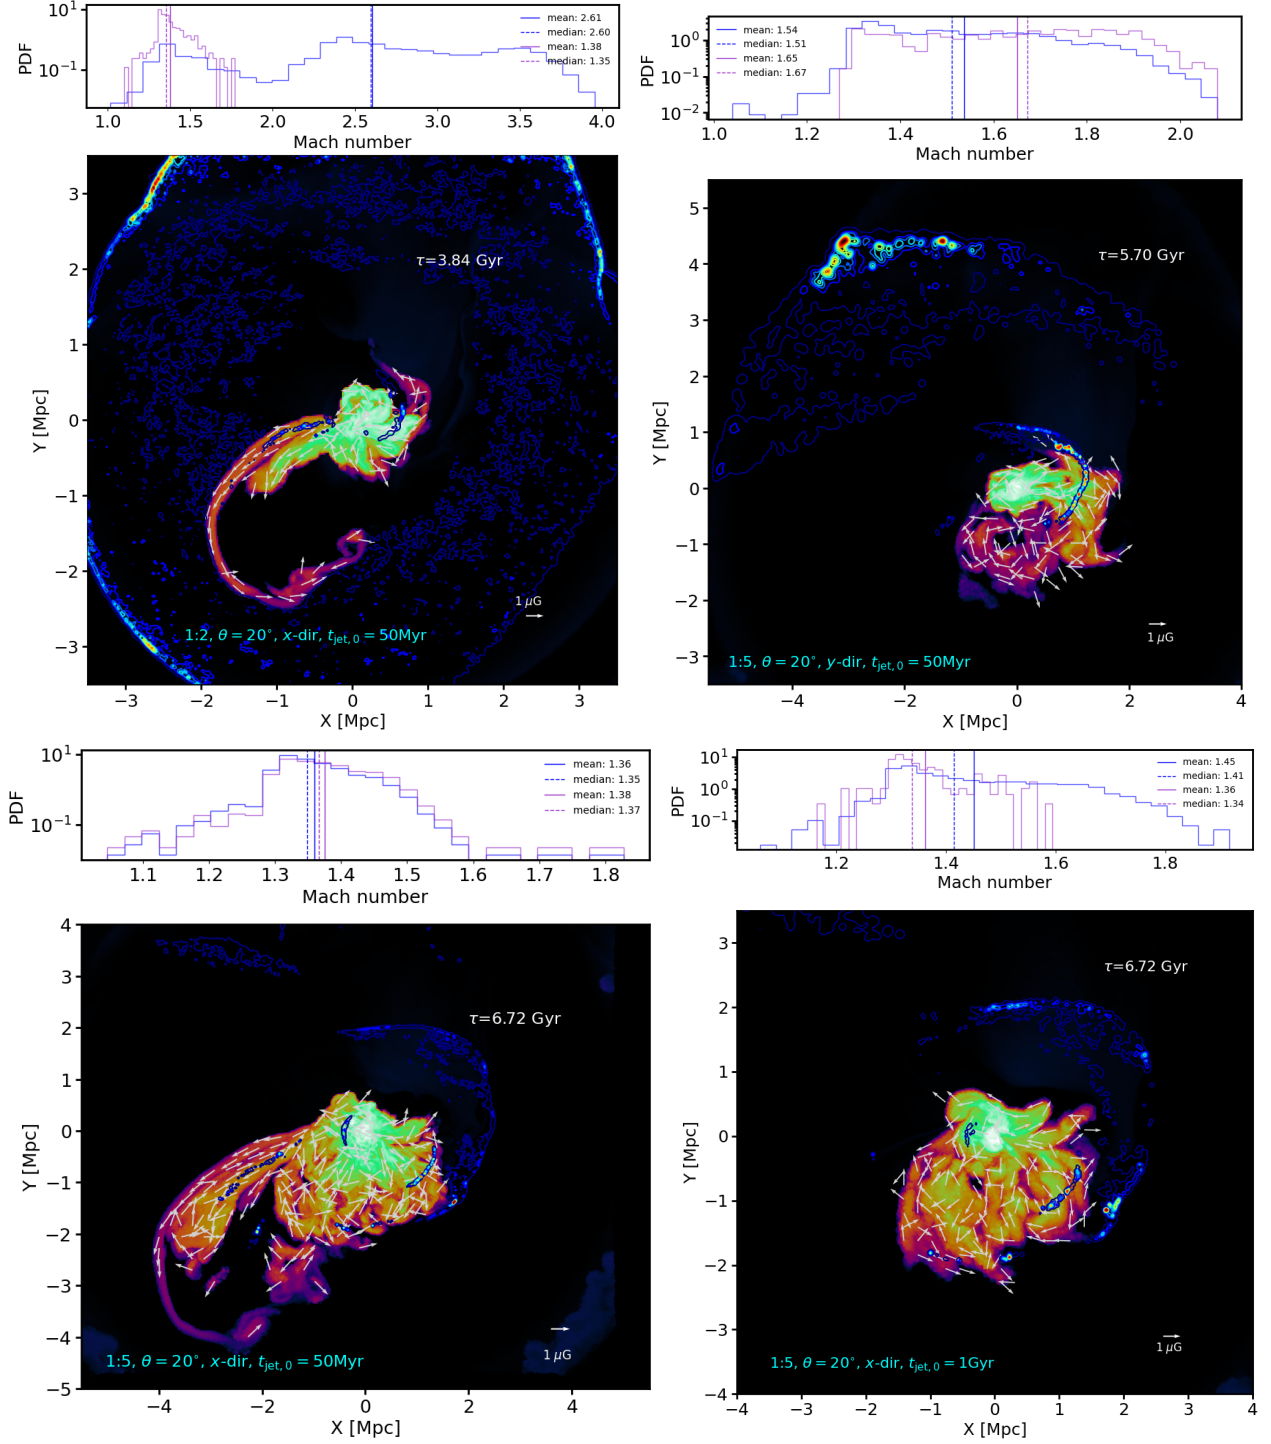 mean: 2.61
median: 2.60
mean: 1.38
median: 1.35
PDF
10¹
10⁻¹
1.0 1.5 2.0 2.5 3.0 3.5 4.0
Mach number
τ=3.84 Gyr
Y [Mpc]
3
2
1
0
−1
−2
−3
1 μG
1:2, θ = 20°, x-dir, t_jet,0 = 50Myr
−3 −2 −1 0 1 2 3
X [Mpc]
mean: 1.54
median: 1.51
mean: 1.65
median: 1.67
PDF
10⁰
10⁻¹
10⁻²
1.0 1.2 1.4 1.6 1.8 2.0
Mach number
τ=5.70 Gyr
Y [Mpc]
5
4
3
2
1
0
−1
−2
−3
1 μG
1:5, θ = 20°, y-dir, t_jet,0 = 50Myr
−4 −2 0 2 4
X [Mpc]
mean: 1.36
median: 1.35
mean: 1.38
median: 1.37
PDF
10¹
10⁻¹
1.1 1.2 1.3 1.4 1.5 1.6 1.7 1.8
Mach number
τ=6.72 Gyr
Y [Mpc]
4
3
2
1
0
−1
−2
−3
−4
−5
1 μG
1:5, θ = 20°, x-dir, t_jet,0 = 50Myr
−4 −2 0 2 4
X [Mpc]
mean: 1.45
median: 1.41
mean: 1.36
median: 1.34
PDF
10¹
10⁰
10⁻¹
1.2 1.4 1.6 1.8
Mach number
τ=6.72 Gyr
Y [Mpc]
3
2
1
0
−1
−2
−3
−4
1 μG
1:5, θ = 20°, x-dir, t_jet,0 = 1Gyr
−4 −3 −2 −1 0 1 2 3 4
X [Mpc]